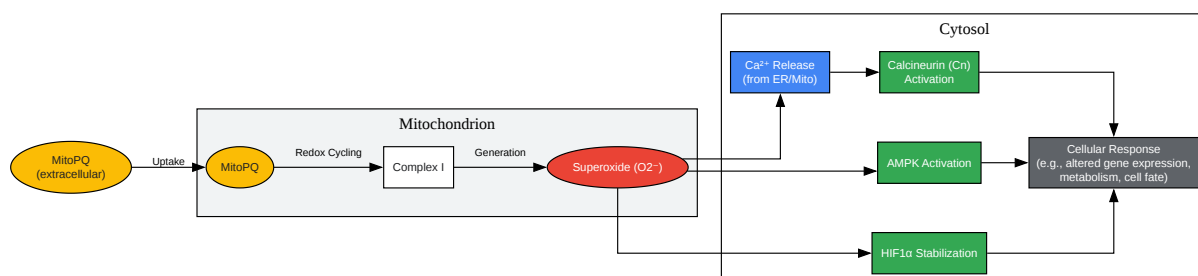 Cytosol
Ca²⁺ Release
(from ER/Mito)
Calcineurin (Cn)
Activation
Mitochondrion
MitoPQ
(extracellular)
Uptake
MitoPQ
Redox Cycling
Complex I
Generation
Superoxide (O2⁻)
AMPK Activation
Cellular Response
(e.g., altered gene expression,
metabolism, cell fate)
HIF1α Stabilization